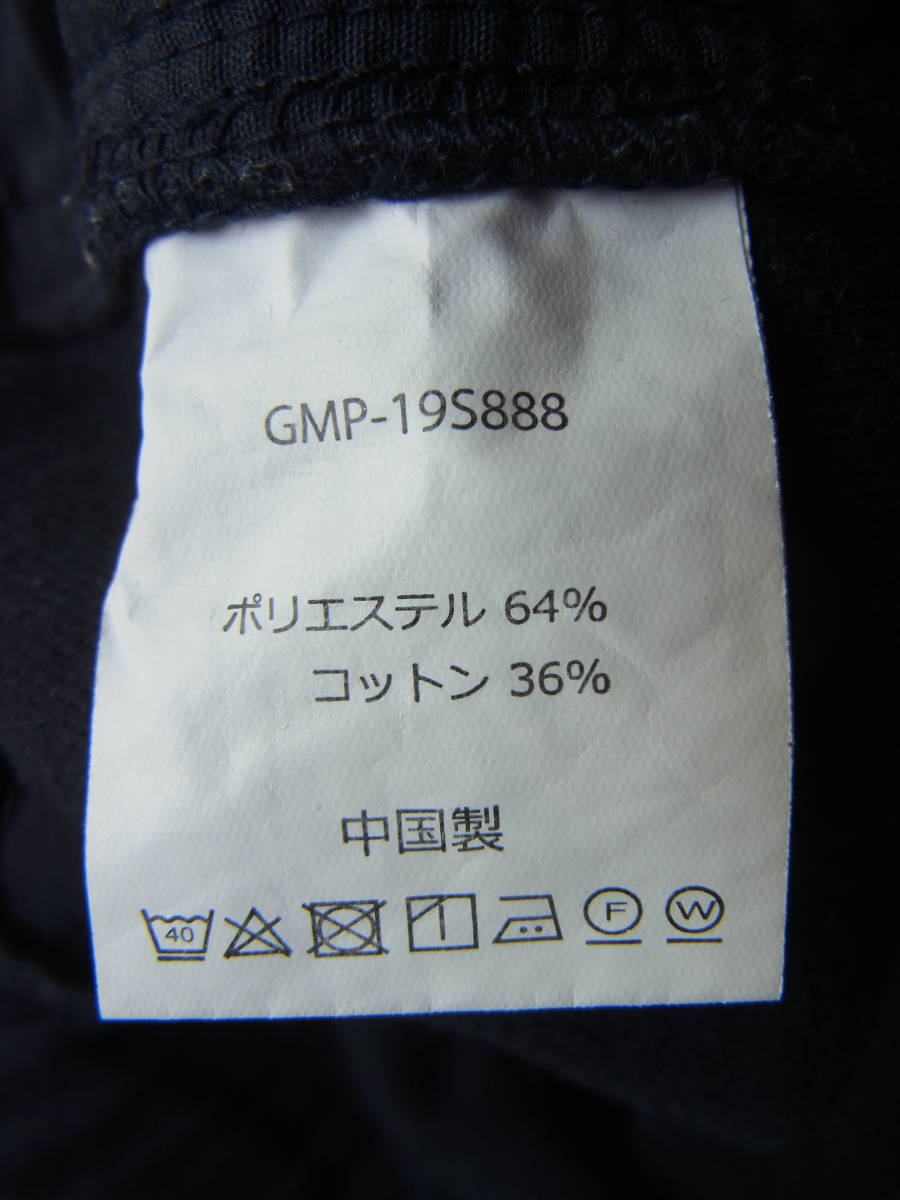 GMP-19S888
ポリエステル 64%
コットン 36%
中国製
40 F W